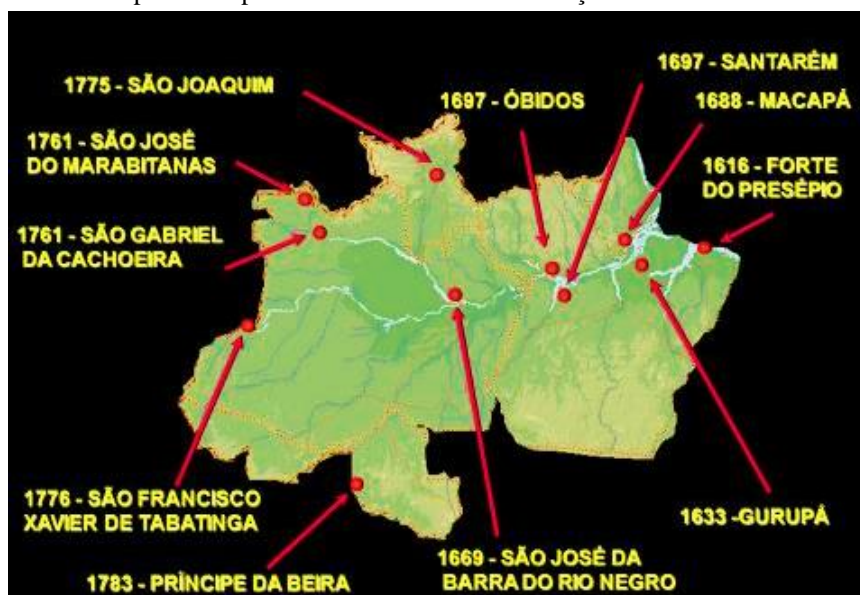 1697 - SANTARÉM
1775 - SÃO JOAQUIM
1697 - ÓBIDOS
1688 - MACAPÁ
1761 - SÃO JOSÉ
DO MARABITANAS
1616 - FORTE
DO PRESÉPIO
1761 - SÃO GABRIEL
DA CACHOEIRA
1776 - SÃO FRANCISCO
XAVIER DE TABATINGA
1633 -GURUPÁ
1669 - SÃO JOSÉ DA
BARRA DO RIO NEGRO
1783 - PRÍNCIPE DA BEIRA